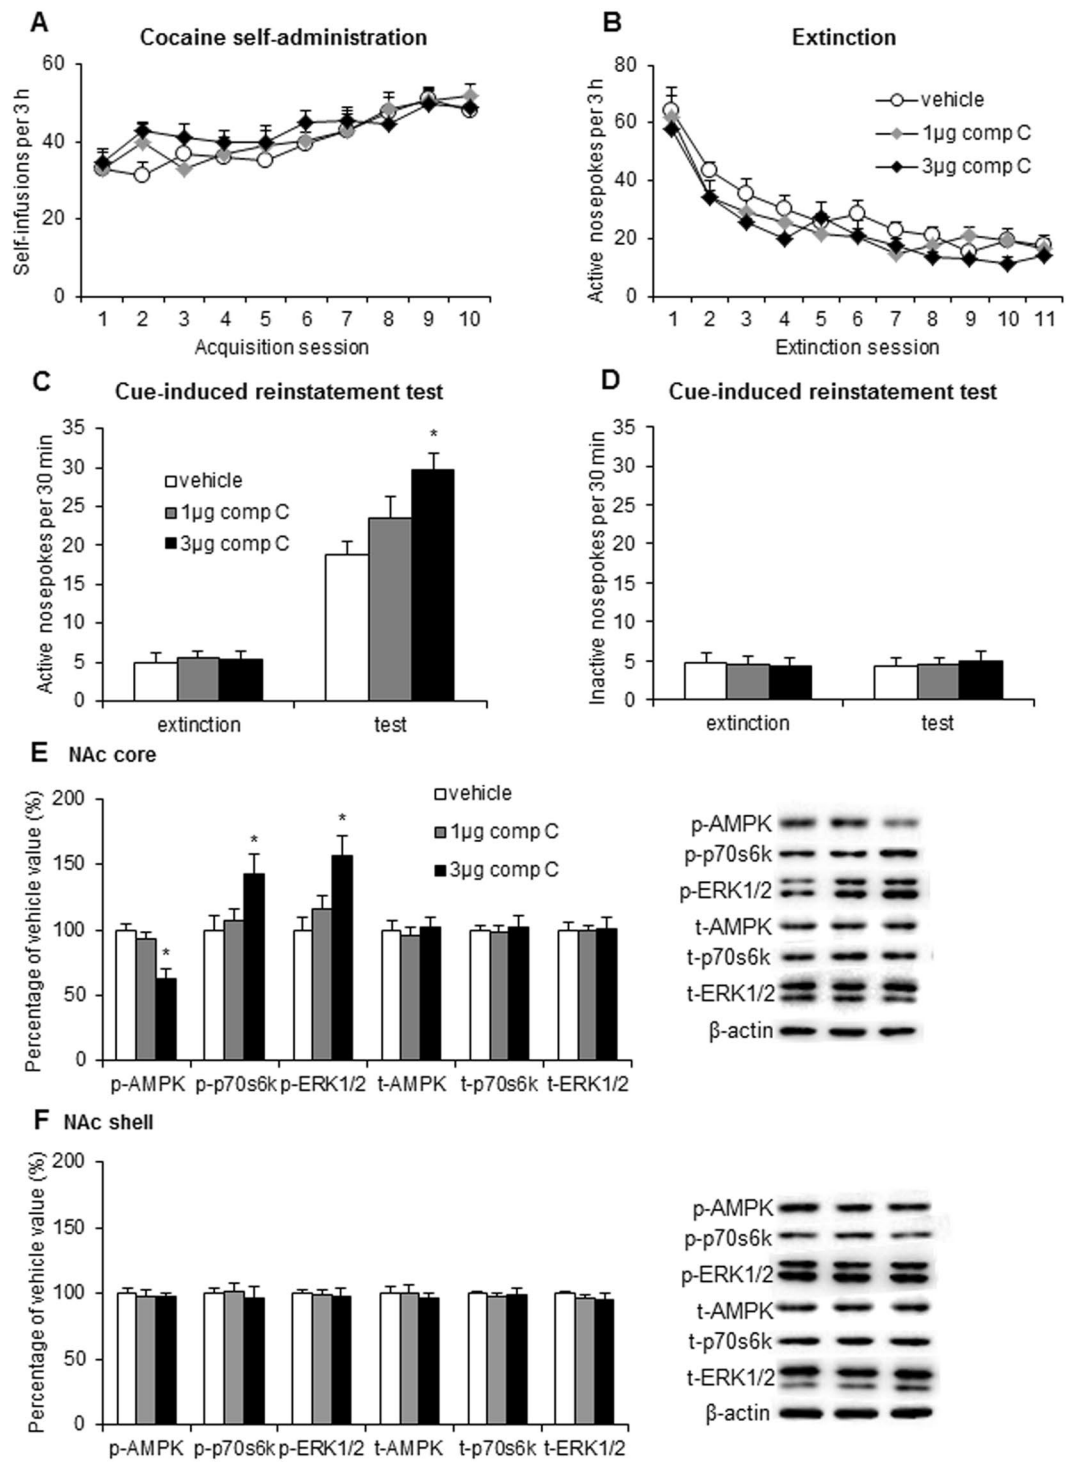 A
Cocaine self-administration
Self-infusions per 3 h
60
40
20
0
1 2 3 4 5 6 7 8 9 10
Acquisition session
B
Extinction
Active nosepokes per 3 h
80
60
40
20
0
vehicle
1µg comp C
3µg comp C
1 2 3 4 5 6 7 8 9 10 11
Extinction session
C
Cue-induced reinstatement test
Active nosepokes per 30 min
35
30
25
20
15
10
5
0
vehicle
1µg comp C
3µg comp C
*
extinction test
D
Cue-induced reinstatement test
Inactive nosepokes per 30 min
35
30
25
20
15
10
5
0
extinction test
E NAc core
Percentage of vehicle value (%)
200
150
100
50
0
vehicle
1µg comp C
3µg comp C
* * *
p-AMPK p-p70s6k p-ERK1/2 t-AMPK t-p70s6k t-ERK1/2
p-AMPK
p-p70s6k
p-ERK1/2
t-AMPK
t-p70s6k
t-ERK1/2
β-actin
F NAc shell
Percentage of vehicle value (%)
200
150
100
50
0
p-AMPK p-p70s6k p-ERK1/2 t-AMPK t-p70s6k t-ERK1/2
p-AMPK
p-p70s6k
p-ERK1/2
t-AMPK
t-p70s6k
t-ERK1/2
β-actin